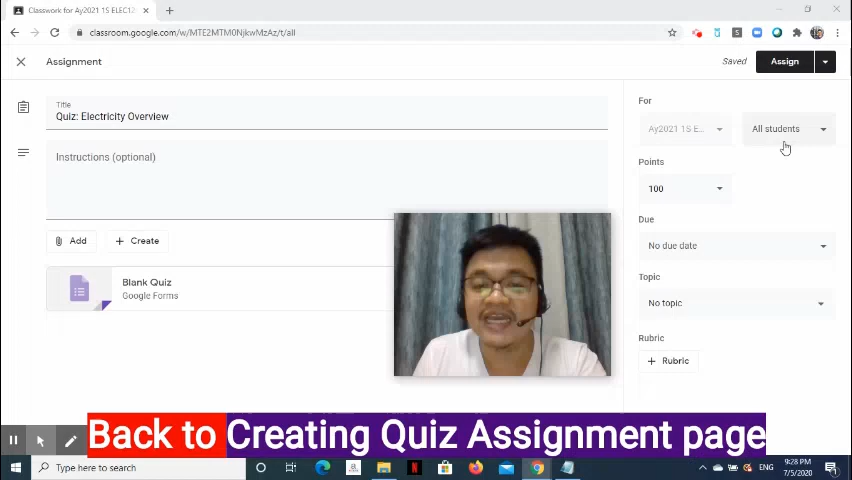 Classwork for Ay2021 1S ELEC12
classroom.google.com/w/MTE2MTM0NjkwMzAz/t/all
Assignment
Saved
Assign
Title
Quiz: Electricity Overview
Instructions (optional)
Add
Create
Blank Quiz
Google Forms
For
Ay2021 1S E...
All students
Points
100
Due
No due date
Topic
No topic
Rubric
Rubric
Back to Creating Quiz Assignment page
Type here to search
ENG
9:28 PM
7/5/2020